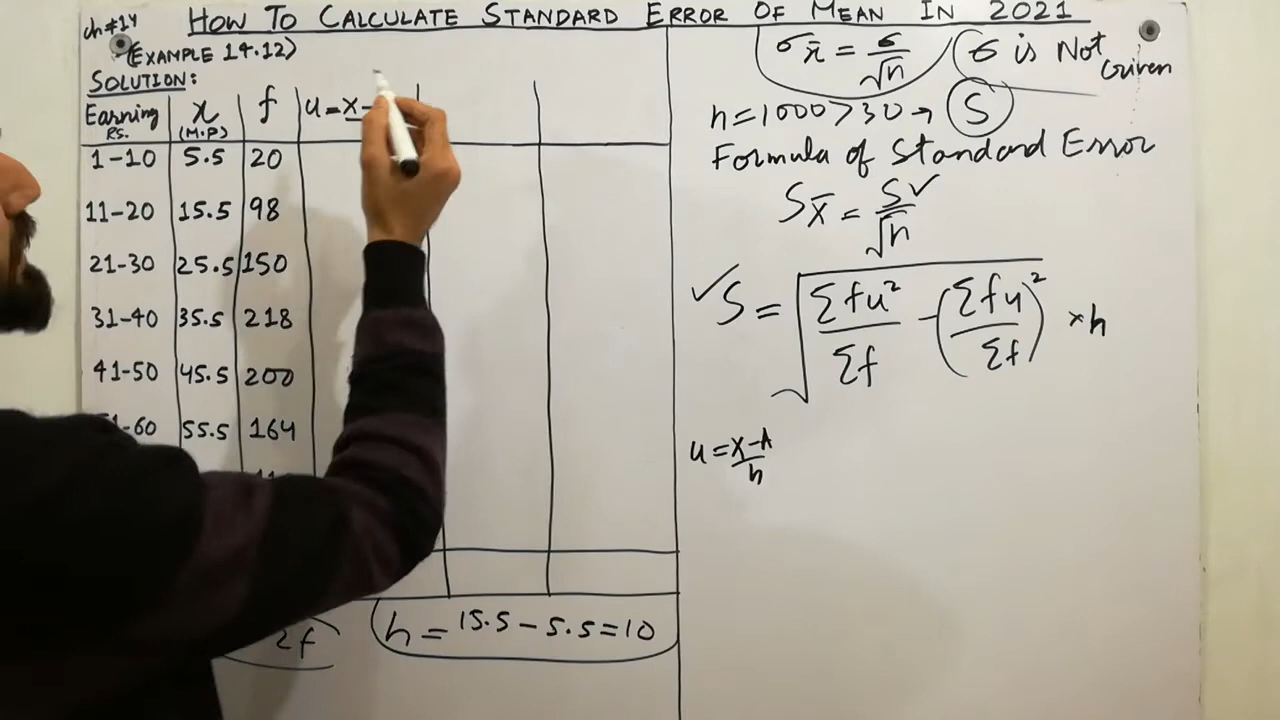 ch#14
HOW TO CALCULATE STANDARD ERROR OF MEAN IN 2021
(EXAMPLE 14.12)
SOLUTION:
Earning RS. x (M.P) f u=x-
1-10 5.5 20
11-20 15.5 98
21-30 25.5 150
31-40 35.5 218
41-50 45.5 200
-60 55.5 164
Σf
h = 15.5 - 5.5 = 10
σx̄ = σ/√n
σ is Not Given
n=1000>30→ S
Formula of Standard Error
Sx̄ = S✓/√n
✓S = √(Σfu²/Σf - (Σfu/Σf)²) ×h
u=x-A/h